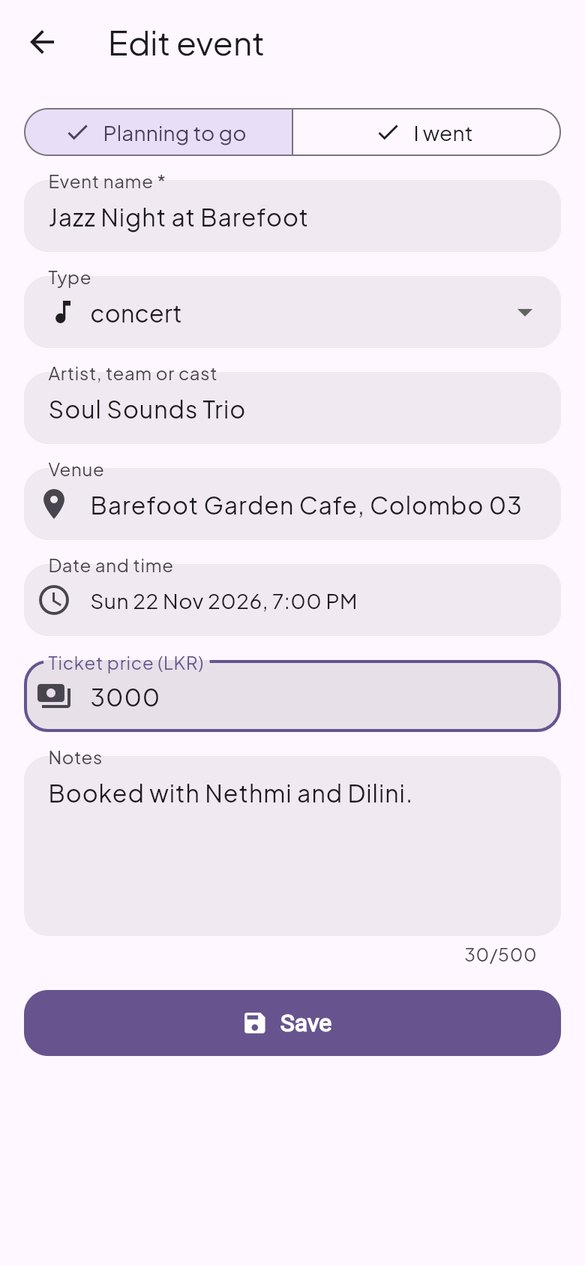 Edit event
Planning to go
I went
Event name *
Jazz Night at Barefoot
Type
concert
Artist, team or cast
Soul Sounds Trio
Venue
Barefoot Garden Cafe, Colombo 03
Date and time
Sun 22 Nov 2026, 7:00 PM
Ticket price (LKR)
3000
Notes
Booked with Nethmi and Dilini.
30/500
Save